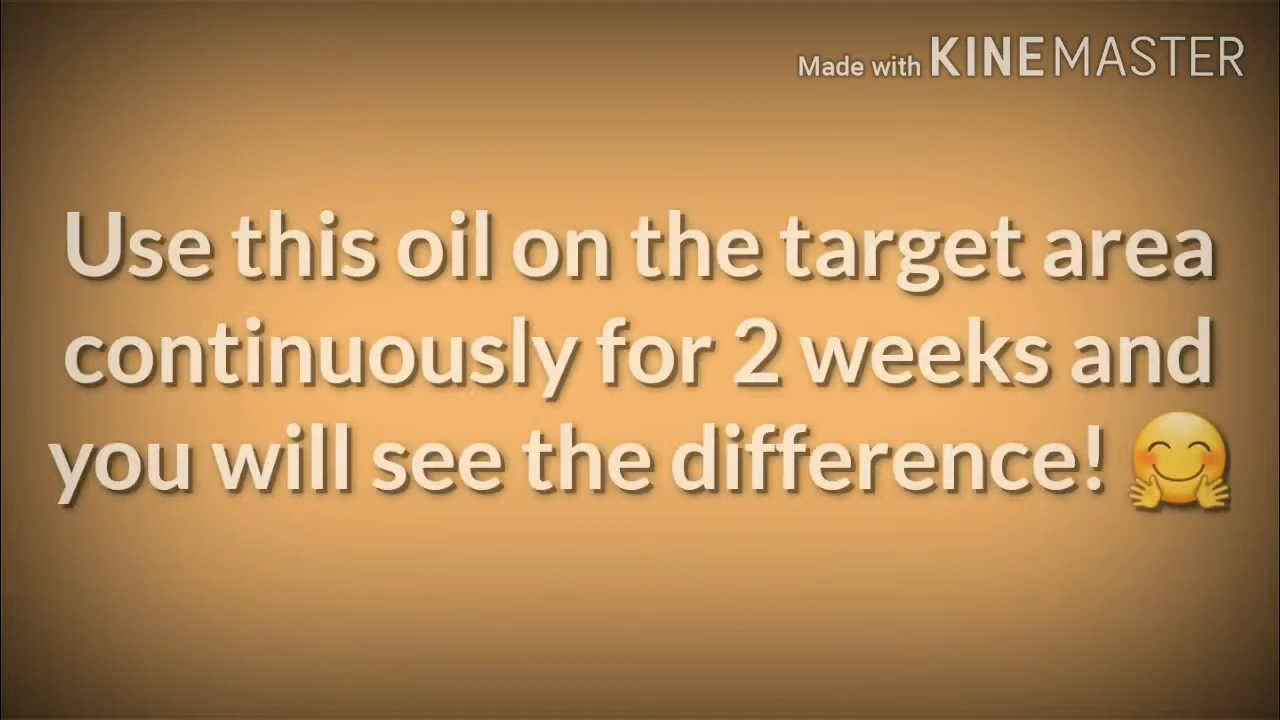 Made with KINEMASTER
Use this oil on the target area
continuously for 2 weeks and
you will see the difference! 🤗